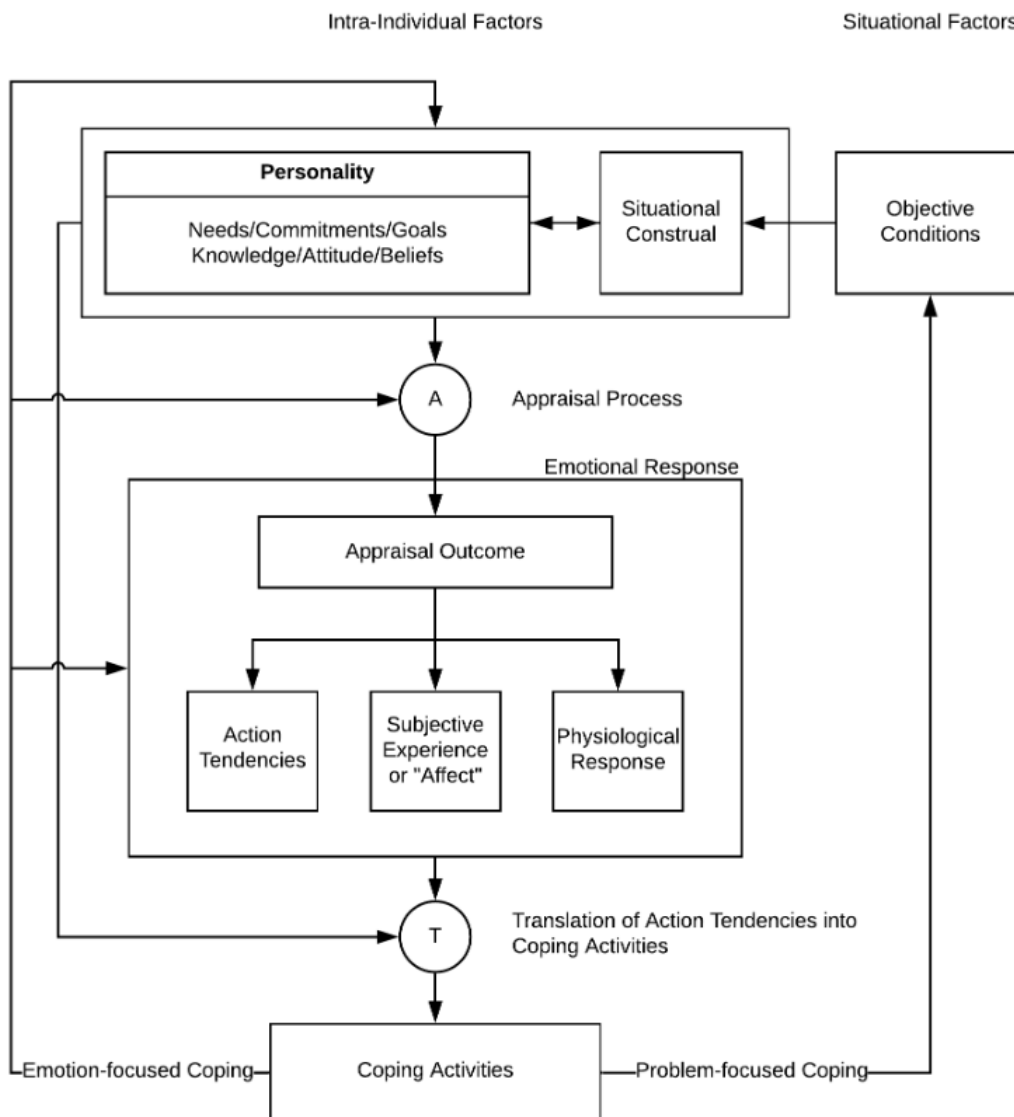 Intra-Individual Factors
Situational Factors
Personality
Needs/Commitments/Goals
Knowledge/Attitude/Beliefs
Situational
Construal
Objective
Conditions
A
Appraisal Process
Emotional Response
Appraisal Outcome
Action
Tendencies
Subjective
Experience
or "Affect"
Physiological
Response
T
Translation of Action Tendencies into
Coping Activities
Emotion-focused Coping
Coping Activities
Problem-focused Coping